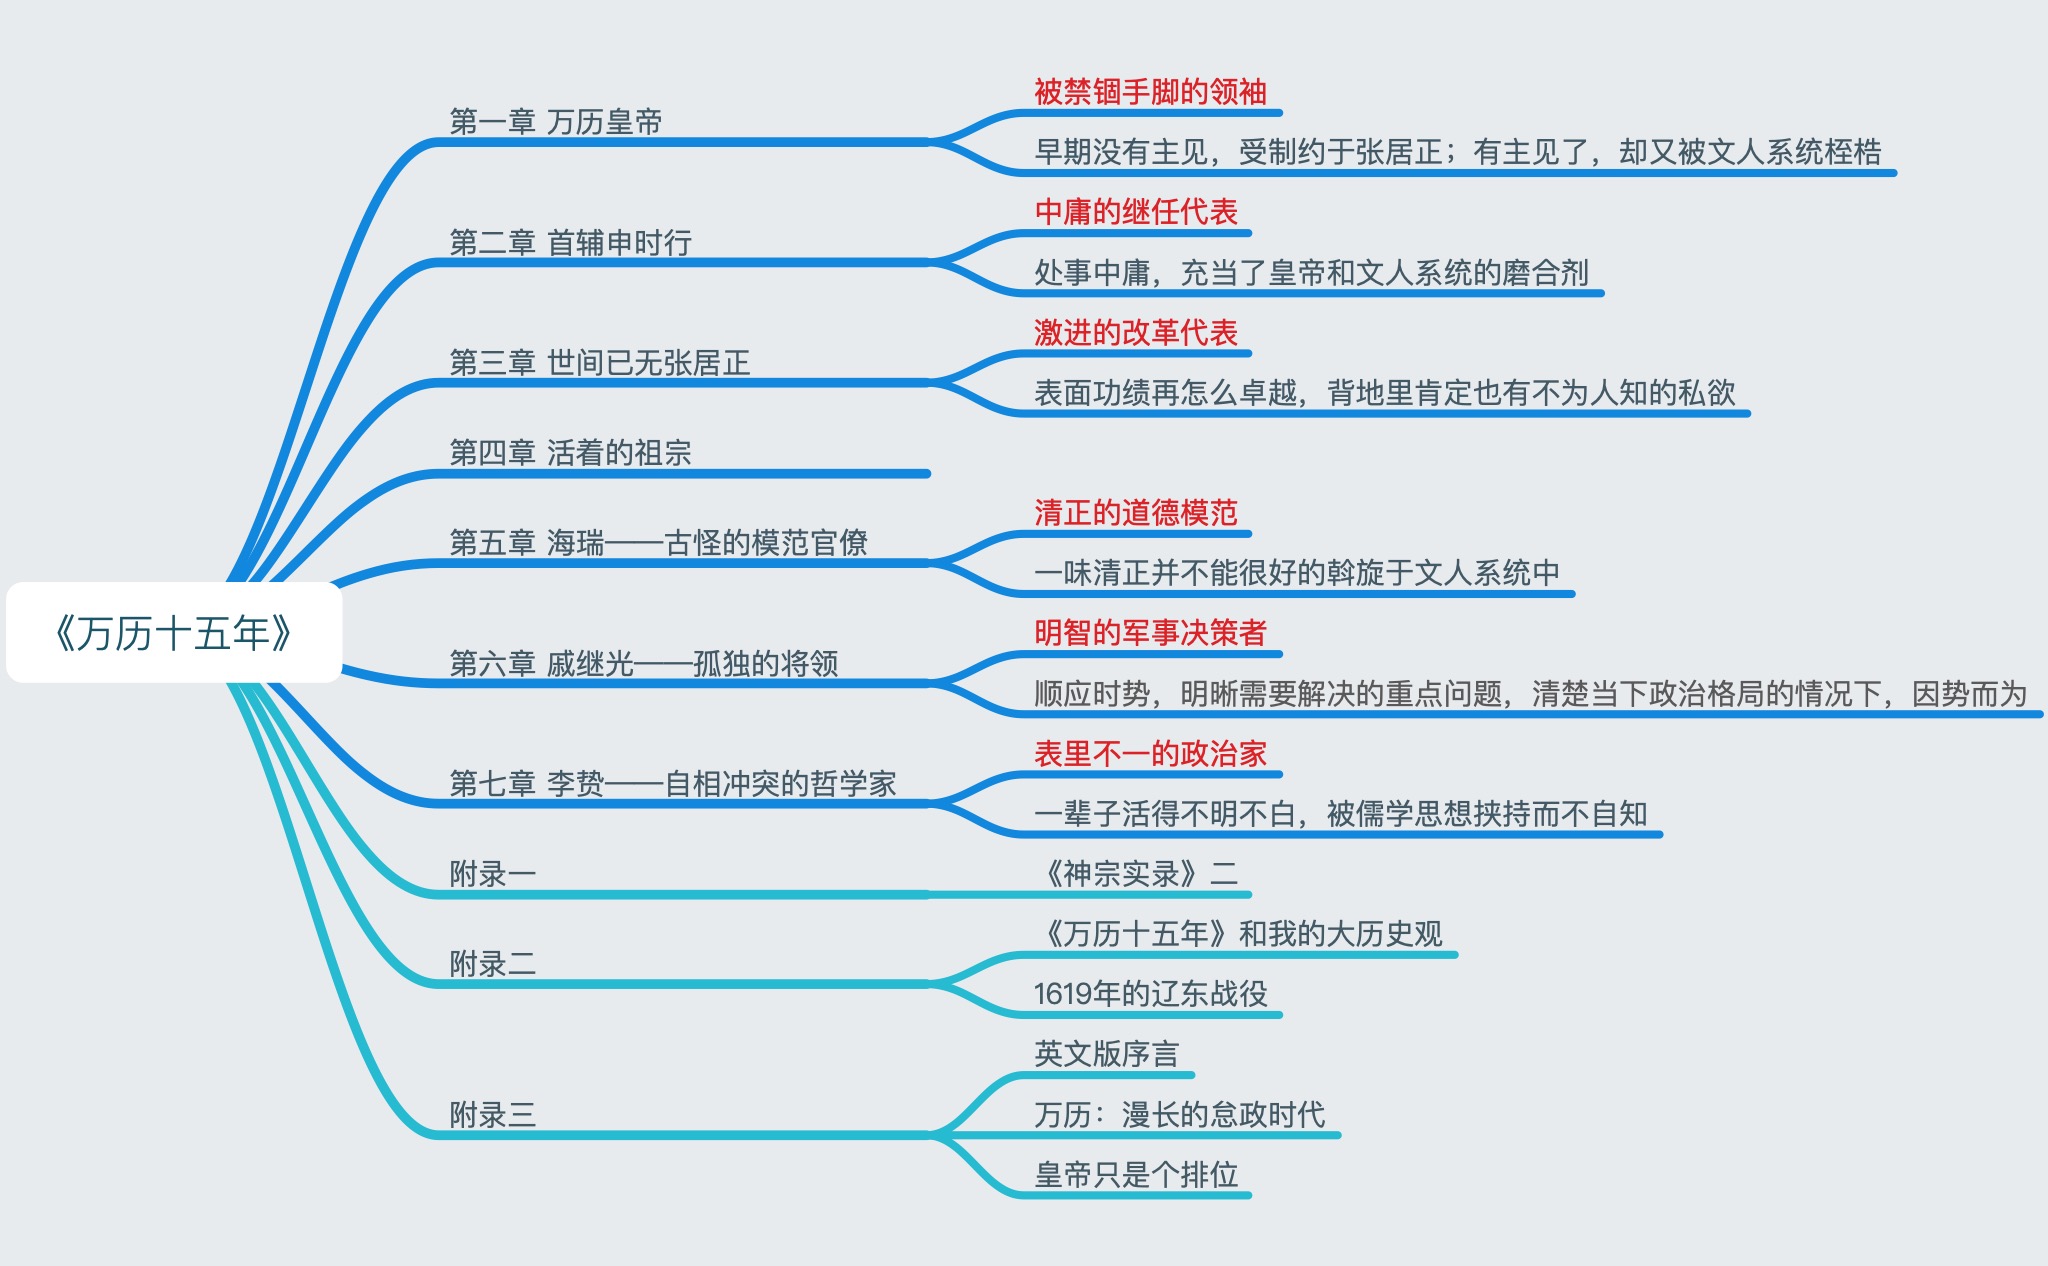 《万历十五年》
第一章 万历皇帝
被禁锢手脚的领袖
早期没有主见，受制约于张居正；有主见了，却又被文人系统桎梏
第二章 首辅申时行
中庸的继任代表
处事中庸，充当了皇帝和文人系统的磨合剂
第三章 世间已无张居正
激进的改革代表
表面功绩再怎么卓越，背地里肯定也有不为人知的私欲
第四章 活着的祖宗
第五章 海瑞——古怪的模范官僚
清正的道德模范
一味清正并不能很好的斡旋于文人系统中
第六章 戚继光——孤独的将领
明智的军事决策者
顺应时势，明晰需要解决的重点问题，清楚当下政治格局的情况下，因势而为
第七章 李贽——自相冲突的哲学家
表里不一的政治家
一辈子活得不明不白，被儒学思想挟持而不自知
附录一
《神宗实录》二
附录二
《万历十五年》和我的大历史观
1619年的辽东战役
附录三
英文版序言
万历：漫长的怠政时代
皇帝只是个排位